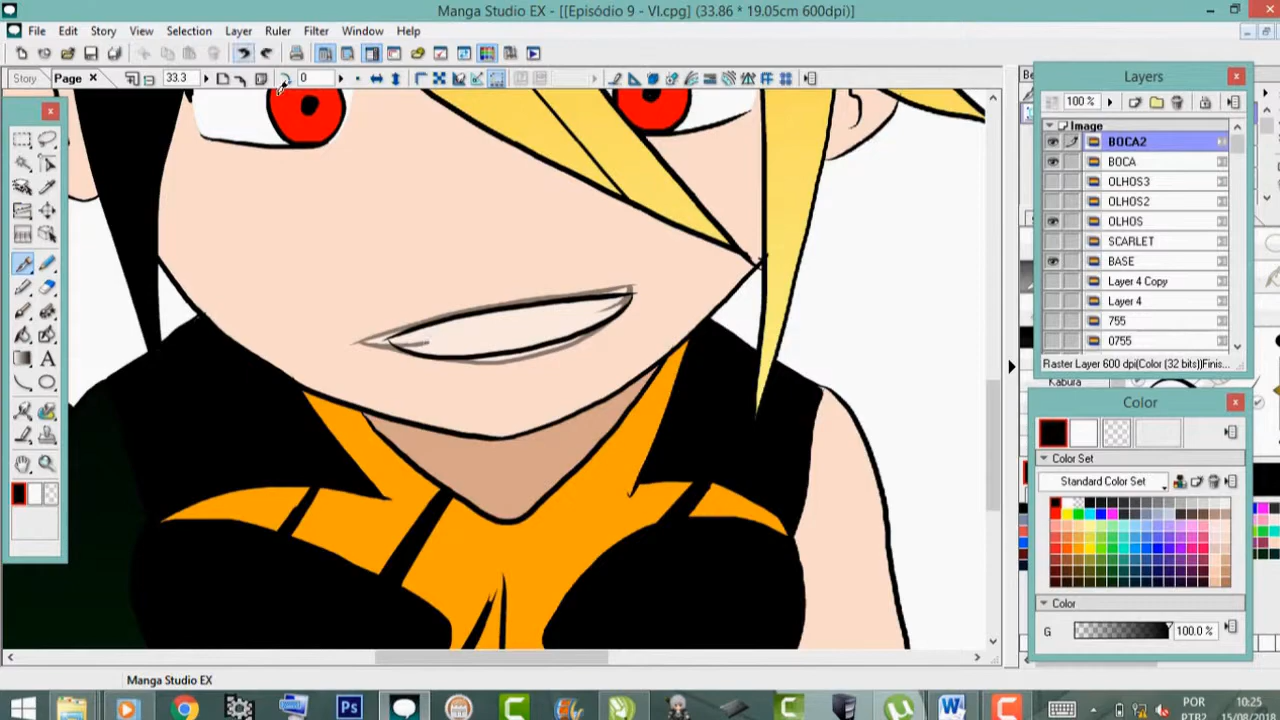 Manga Studio EX - [[Episódio 9 - VI.cpg] (33.86 * 19.05cm 600dpi)]
File Edit Story View Selection Layer Ruler Filter Window Help
Story Page 33.3 0
Layers
100 %
Image
BOCA2
BOCA
OLHOS3
OLHOS2
OLHOS
SCARLET
BASE
Layer 4 Copy
Layer 4
755
0755
Raster Layer 600 dpi(Color (32 bits))Finis...
Kabura
Color
Color Set
Standard Color Set
Color
G 100.0 %
Manga Studio EX
POR
PTB2
10:25